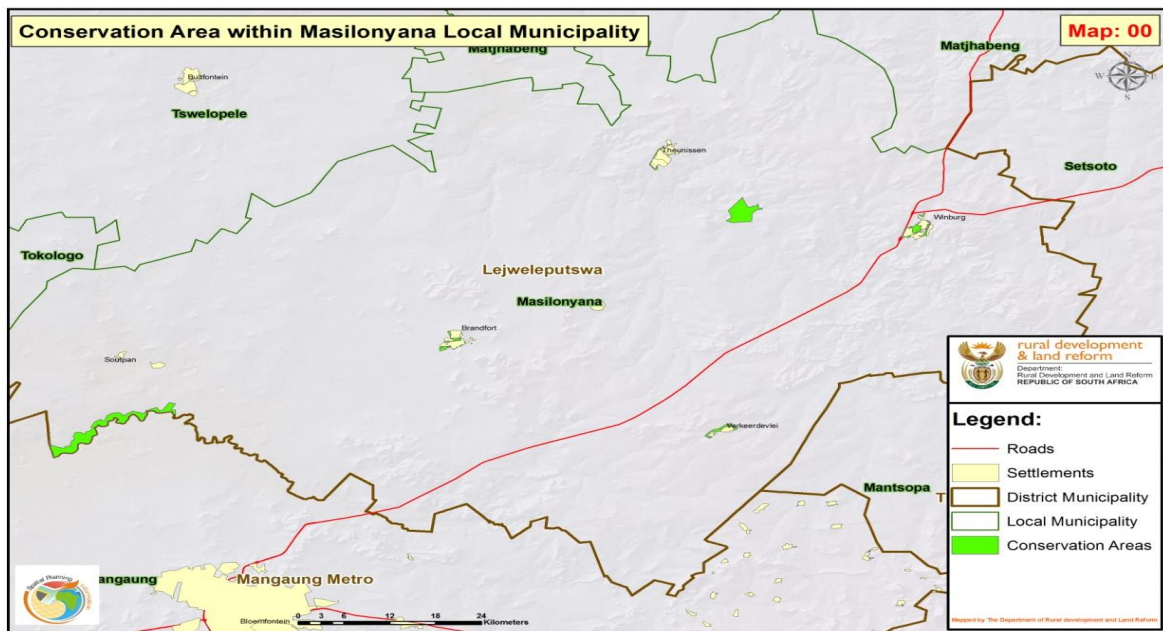 Conservation Area within Masilonyana Local Municipality
Map: 00
Matjhabeng
Matjhabeng
N
W
E
S
Bultfontein
Tswelopele
Theunissen
Setsoto
Winburg
Tokologo
Lejweleputswa
Masilonyana
Brandfort
Soutpan
Verkeerdevlei
Mantsopa
T
angaung
Mangaung Metro
Bloemfontein
0 3 6 12 18 24
Kilometers
rural development
& land reform
Department:
Rural Development and Land Reform
REPUBLIC OF SOUTH AFRICA
Legend:
Roads
Settlements
District Municipality
Local Municipality
Conservation Areas
Mapped by The Department of Rural development and Land Reform
Spatial Planning